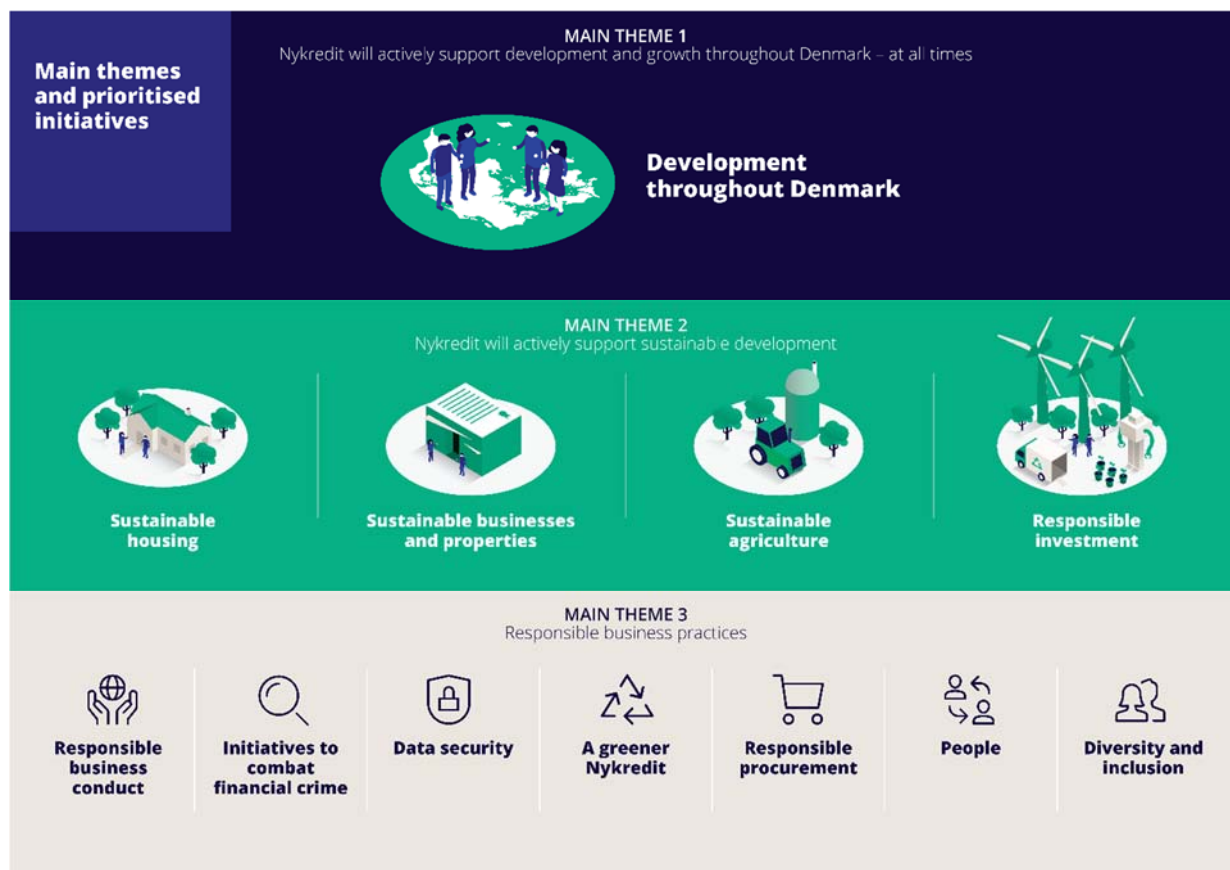 Main themes
and prioritised
initiatives
MAIN THEME 1
Nykredit will actively support development and growth throughout Denmark – at all times
Development
throughout Denmark
MAIN THEME 2
Nykredit will actively support sustainable development
Sustainable
housing
Sustainable businesses
and properties
Sustainable
agriculture
Responsible
investment
MAIN THEME 3
Responsible business practices
Responsible
business
conduct
Initiatives to
combat
financial crime
Data security
A greener
Nykredit
Responsible
procurement
People
Diversity and
inclusion